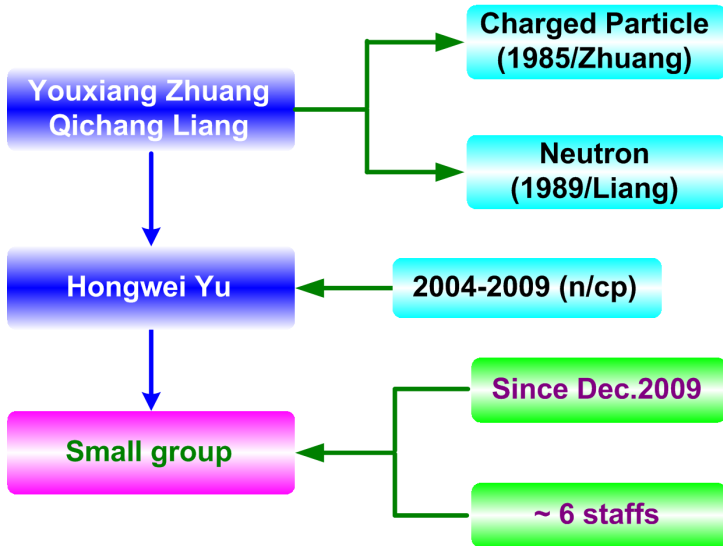 Youxiang Zhuang
Qichang Liang
Charged Particle
(1985/Zhuang)
Neutron
(1989/Liang)
Hongwei Yu
2004-2009 (n/cp)
Small group
Since Dec.2009
~ 6 staffs